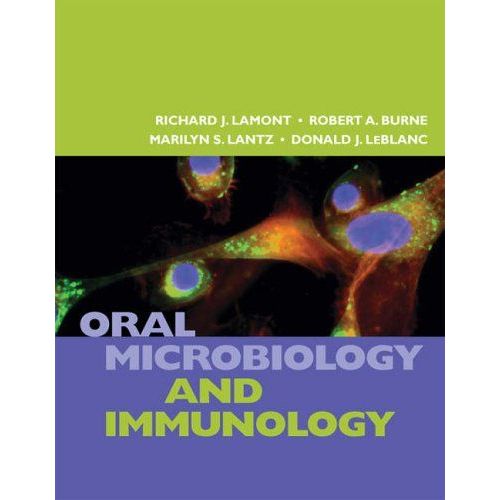 RICHARD J. LAMONT • ROBERT A. BURNE
MARILYN S. LANTZ • DONALD J. LEBLANC
ORAL
MICROBIOLOGY
AND
IMMUNOLOGY